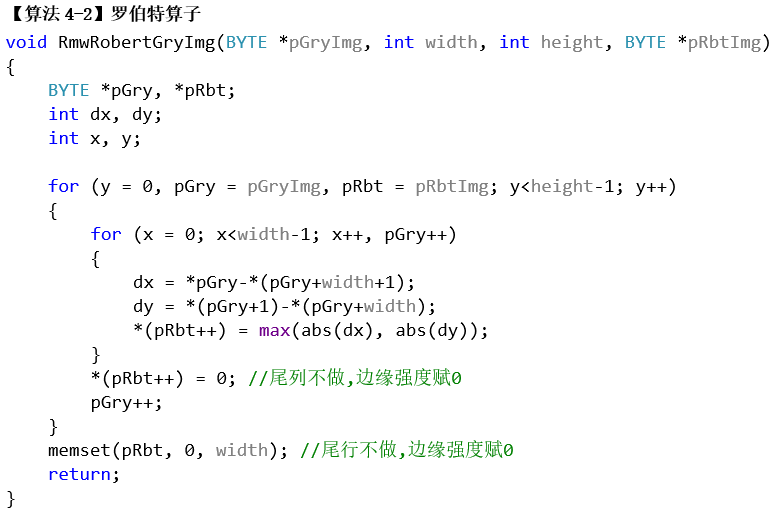 【算法4-2】罗伯特算子
void RmwRobertGryImg(BYTE *pGryImg, int width, int height, BYTE *pRbtImg)
{
    BYTE *pGry, *pRbt;
    int dx, dy;
    int x, y;

    for (y = 0, pGry = pGryImg, pRbt = pRbtImg; y<height-1; y++)
    {
        for (x = 0; x<width-1; x++, pGry++)
        {
            dx = *pGry-*(pGry+width+1);
            dy = *(pGry+1)-*(pGry+width);
            *(pRbt++) = max(abs(dx), abs(dy));
        }
        *(pRbt++) = 0; //尾列不做,边缘强度赋0
        pGry++;
    }
    memset(pRbt, 0, width); //尾行不做,边缘强度赋0
    return;
}